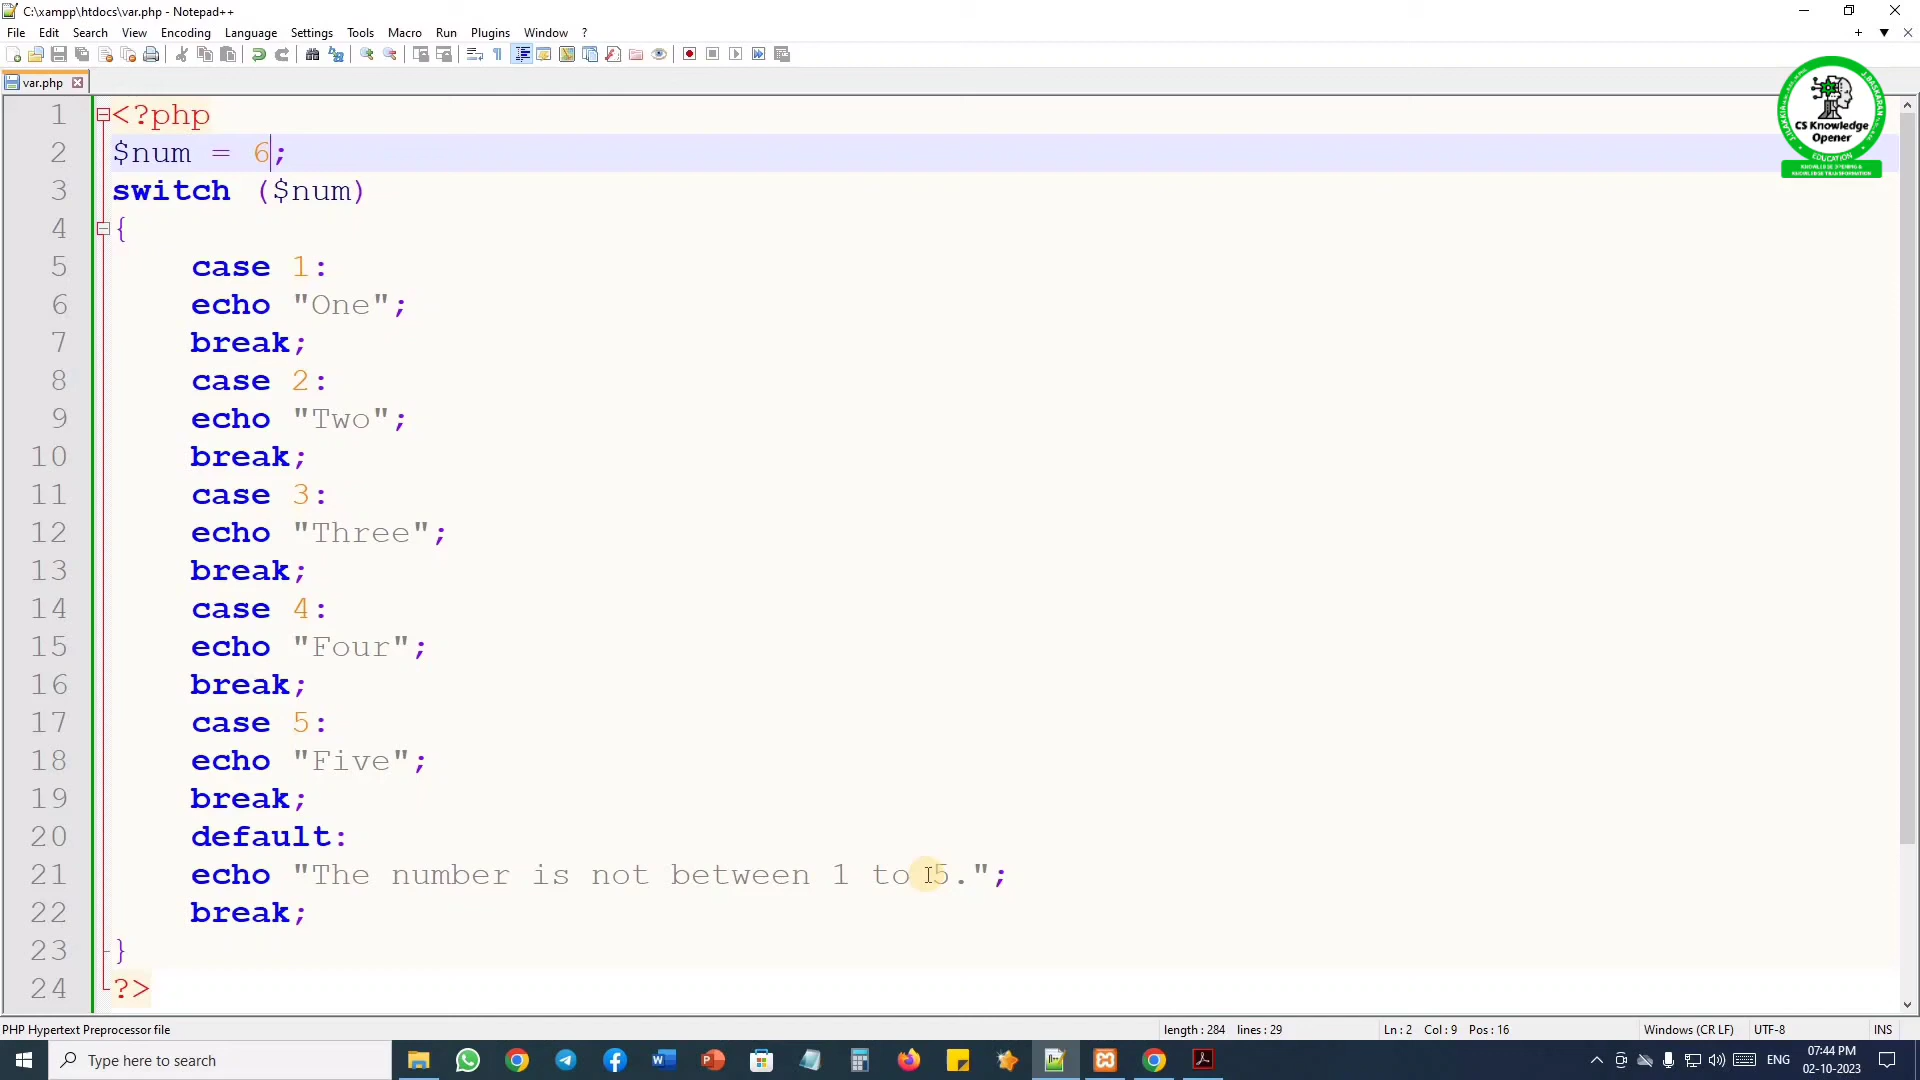 C:\xampp\htdocs\var.php - Notepad++
File Edit Search View Encoding Language Settings Tools Macro Run Plugins Window ?
var.php
1 <?php
2 $num = 6;
3 switch ($num)
4 {
5 case 1:
6 echo "One";
7 break;
8 case 2:
9 echo "Two";
10 break;
11 case 3:
12 echo "Three";
13 break;
14 case 4:
15 echo "Four";
16 break;
17 case 5:
18 echo "Five";
19 break;
20 default:
21 echo "The number is not between 1 to 5.";
22 break;
23 }
24 ?>
CS Knowledge
Opener
EDUCATION
KNOWLEDGE OPENING &
KNOWLEDGE TRANSFORMATION
PHP Hypertext Preprocessor file length : 284 lines : 29 Ln : 2 Col : 9 Pos : 16 Windows (CR LF) UTF-8 INS
Type here to search
ENG
07:44 PM
02-10-2023